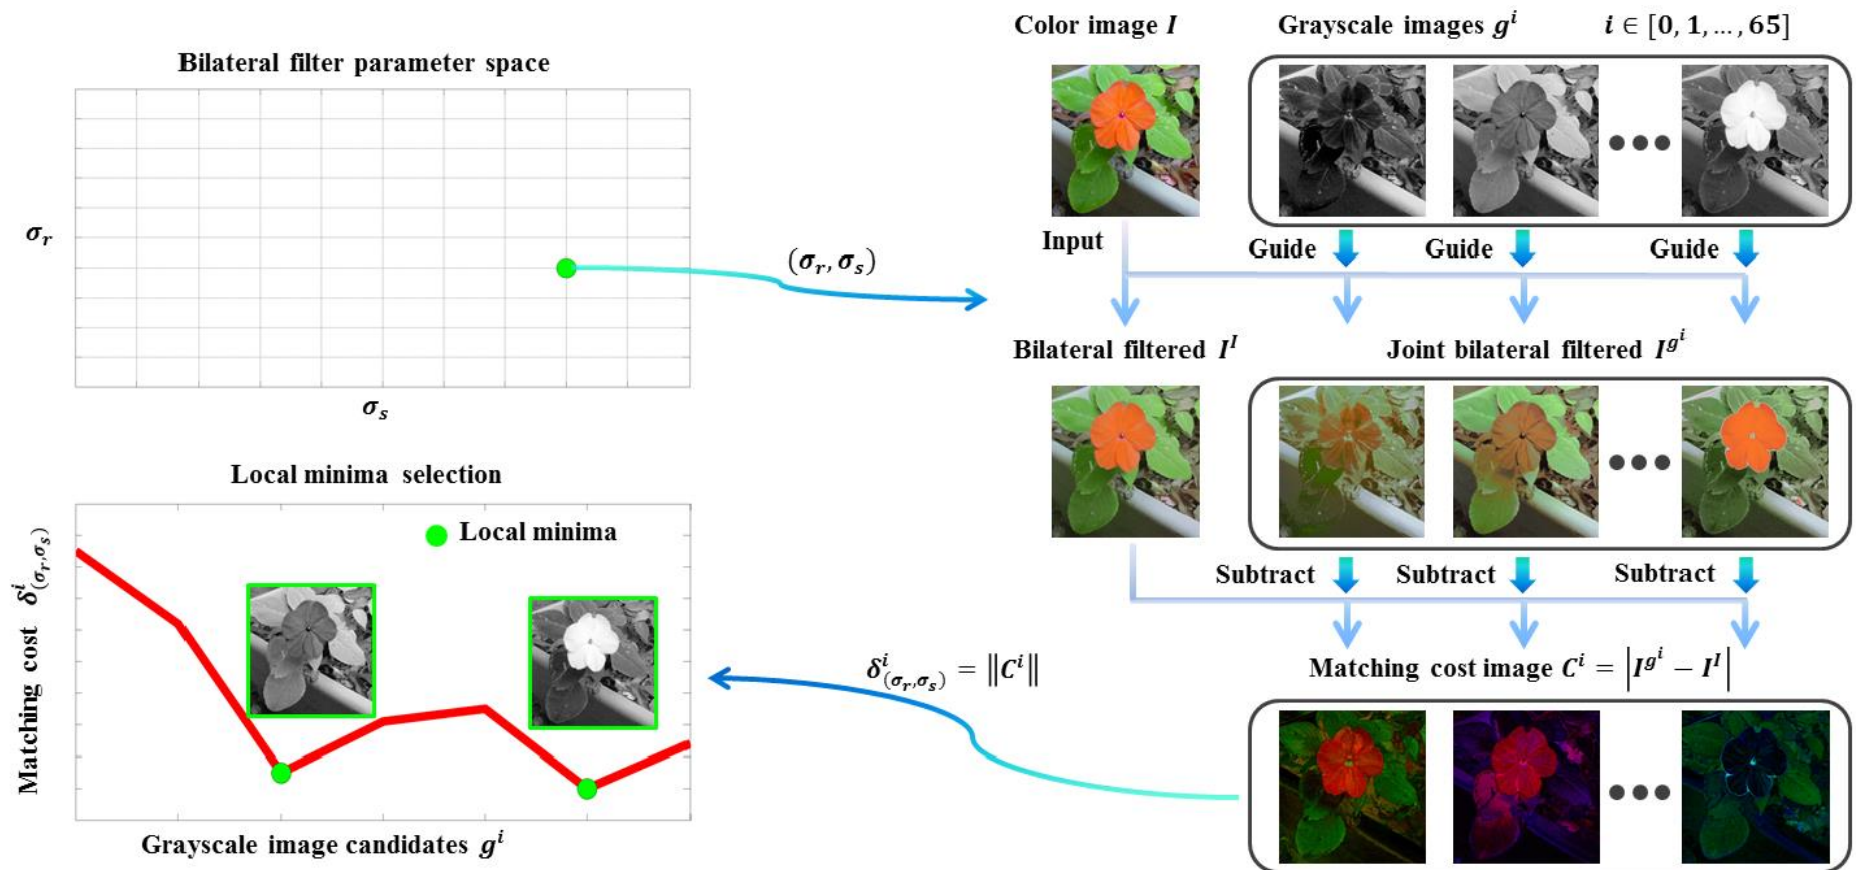 Bilateral filter parameter space
σ_r
σ_s
(σ_r, σ_s)
Color image I
Grayscale images g^i
i ∈ [0, 1, …, 65]
Input
Guide
Guide
Guide
Bilateral filtered I^I
Joint bilateral filtered I^{g^i}
Subtract
Subtract
Subtract
Matching cost image C^i = |I^{g^i} − I^I|
δ^i_{(σ_r,σ_s)} = ‖C^i‖
Local minima selection
Local minima
Matching cost δ^i_{(σ_r,σ_s)}
Grayscale image candidates g^i